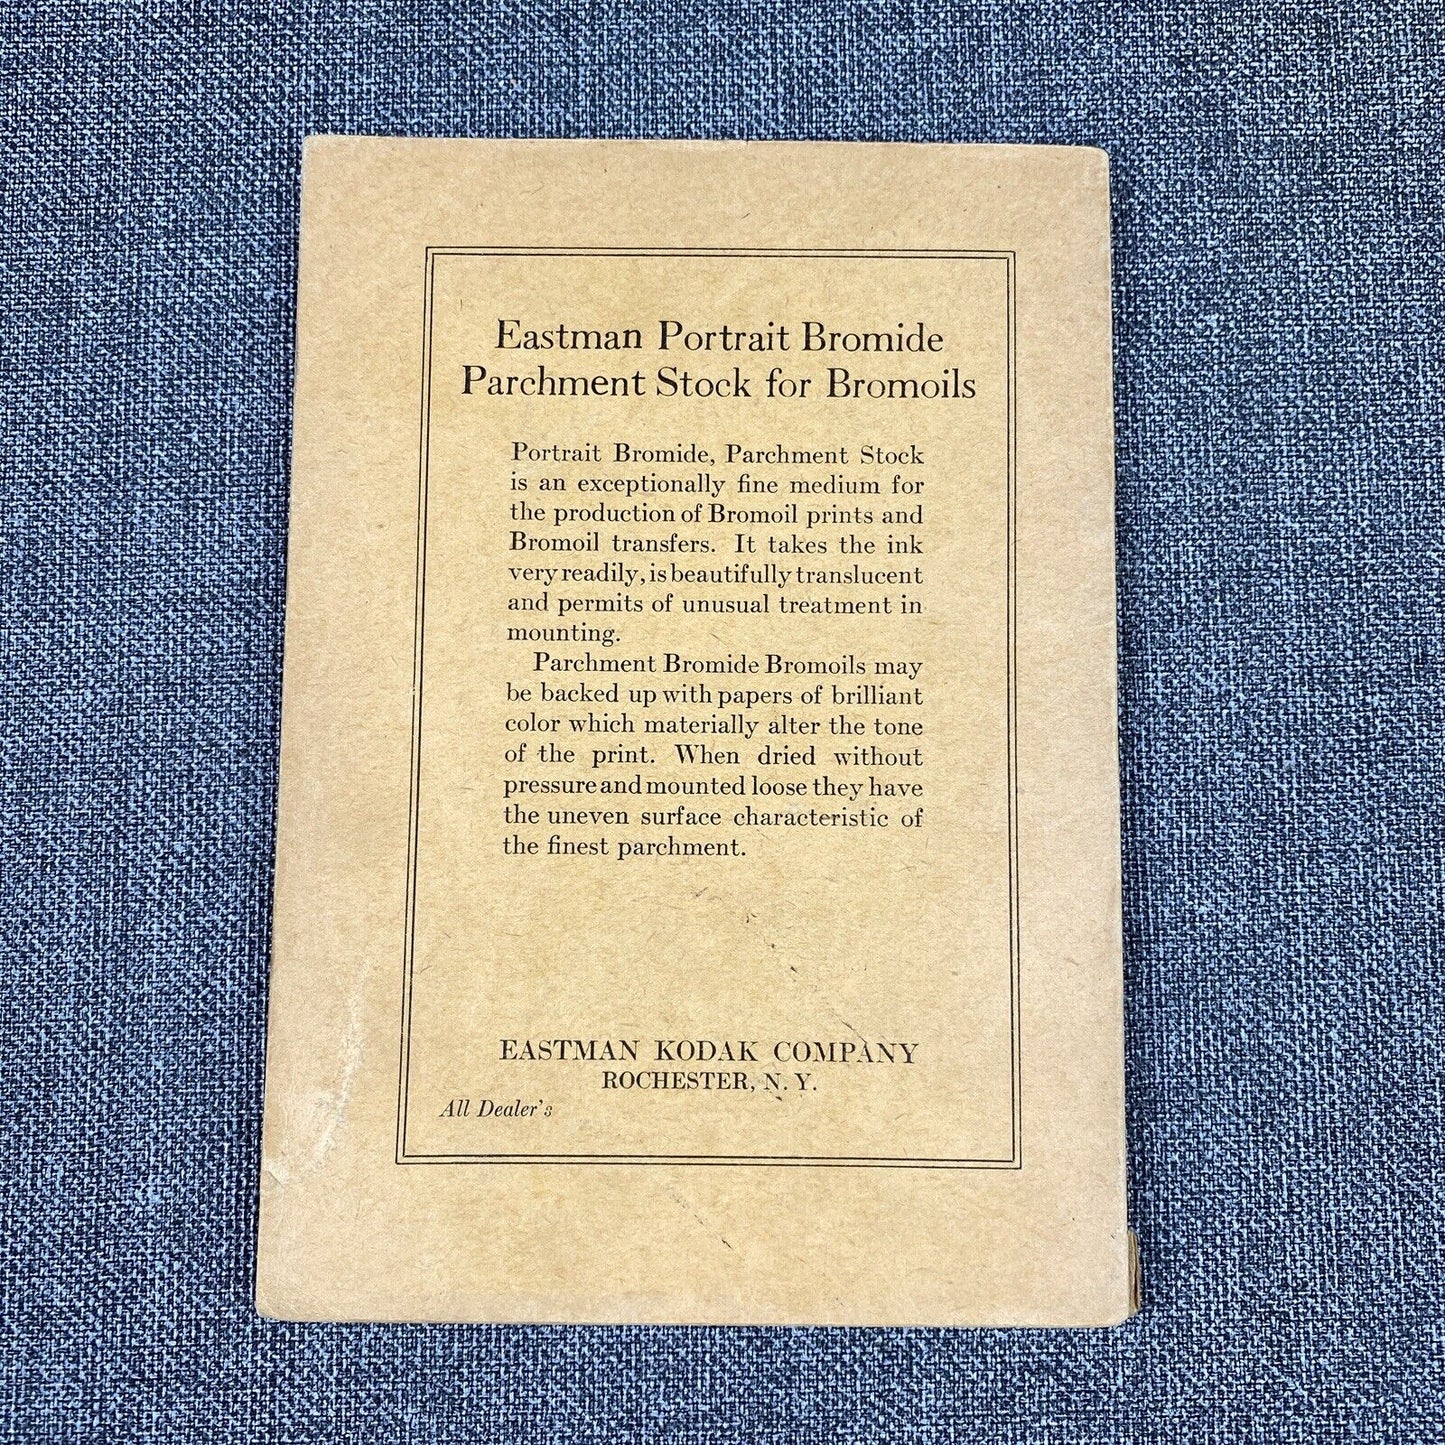 Eastman Portrait Bromide
Parchment Stock for Bromoils
Portrait Bromide, Parchment Stock
is an exceptionally fine medium for
the production of Bromoil prints and
Bromoil transfers. It takes the ink
very readily, is beautifully translucent
and permits of unusual treatment in
mounting.
Parchment Bromide Bromoils may
be backed up with papers of brilliant
color which materially alter the tone
of the print. When dried without
pressure and mounted loose they have
the uneven surface characteristic of
the finest parchment.
EASTMAN KODAK COMPANY
ROCHESTER, N. Y.
All Dealer's